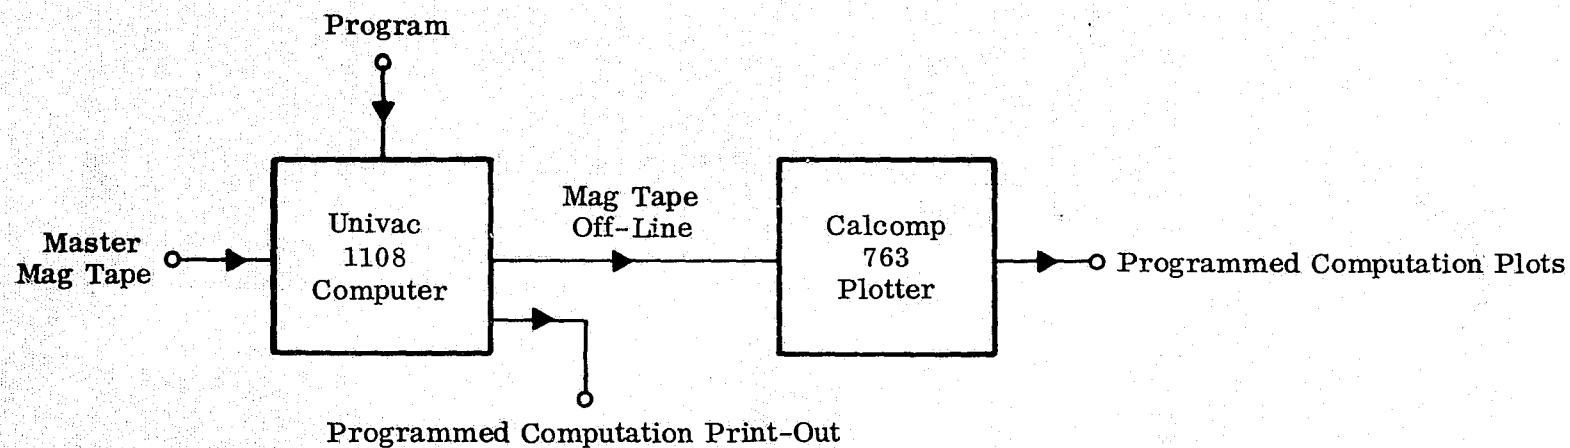 Program
Master
Mag Tape
Univac
1108
Computer
Mag Tape
Off-Line
Calcomp
763
Plotter
Programmed Computation Plots
Programmed Computation Print-Out